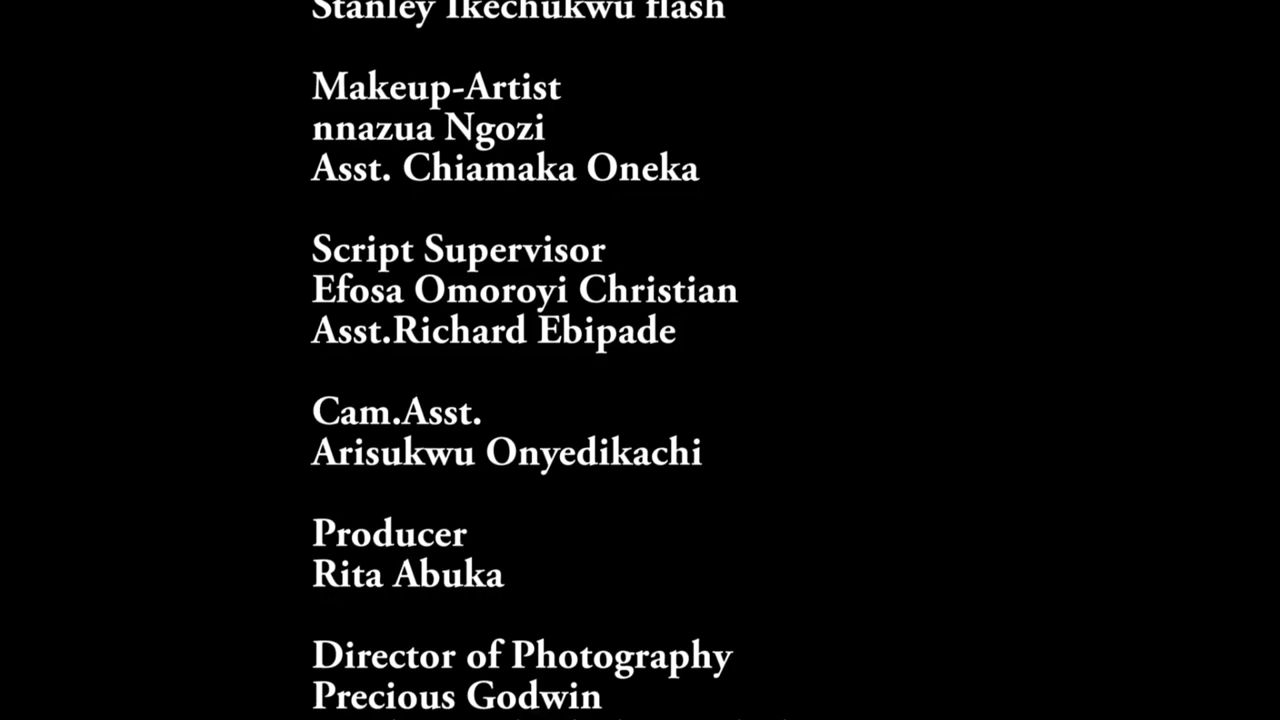 Stanley Ikechukwu flash
Makeup-Artist
nnazua Ngozi
Asst. Chiamaka Oneka
Script Supervisor
Efosa Omoroyi Christian
Asst.Richard Ebipade
Cam.Asst.
Arisukwu Onyedikachi
Producer
Rita Abuka
Director of Photography
Precious Godwin